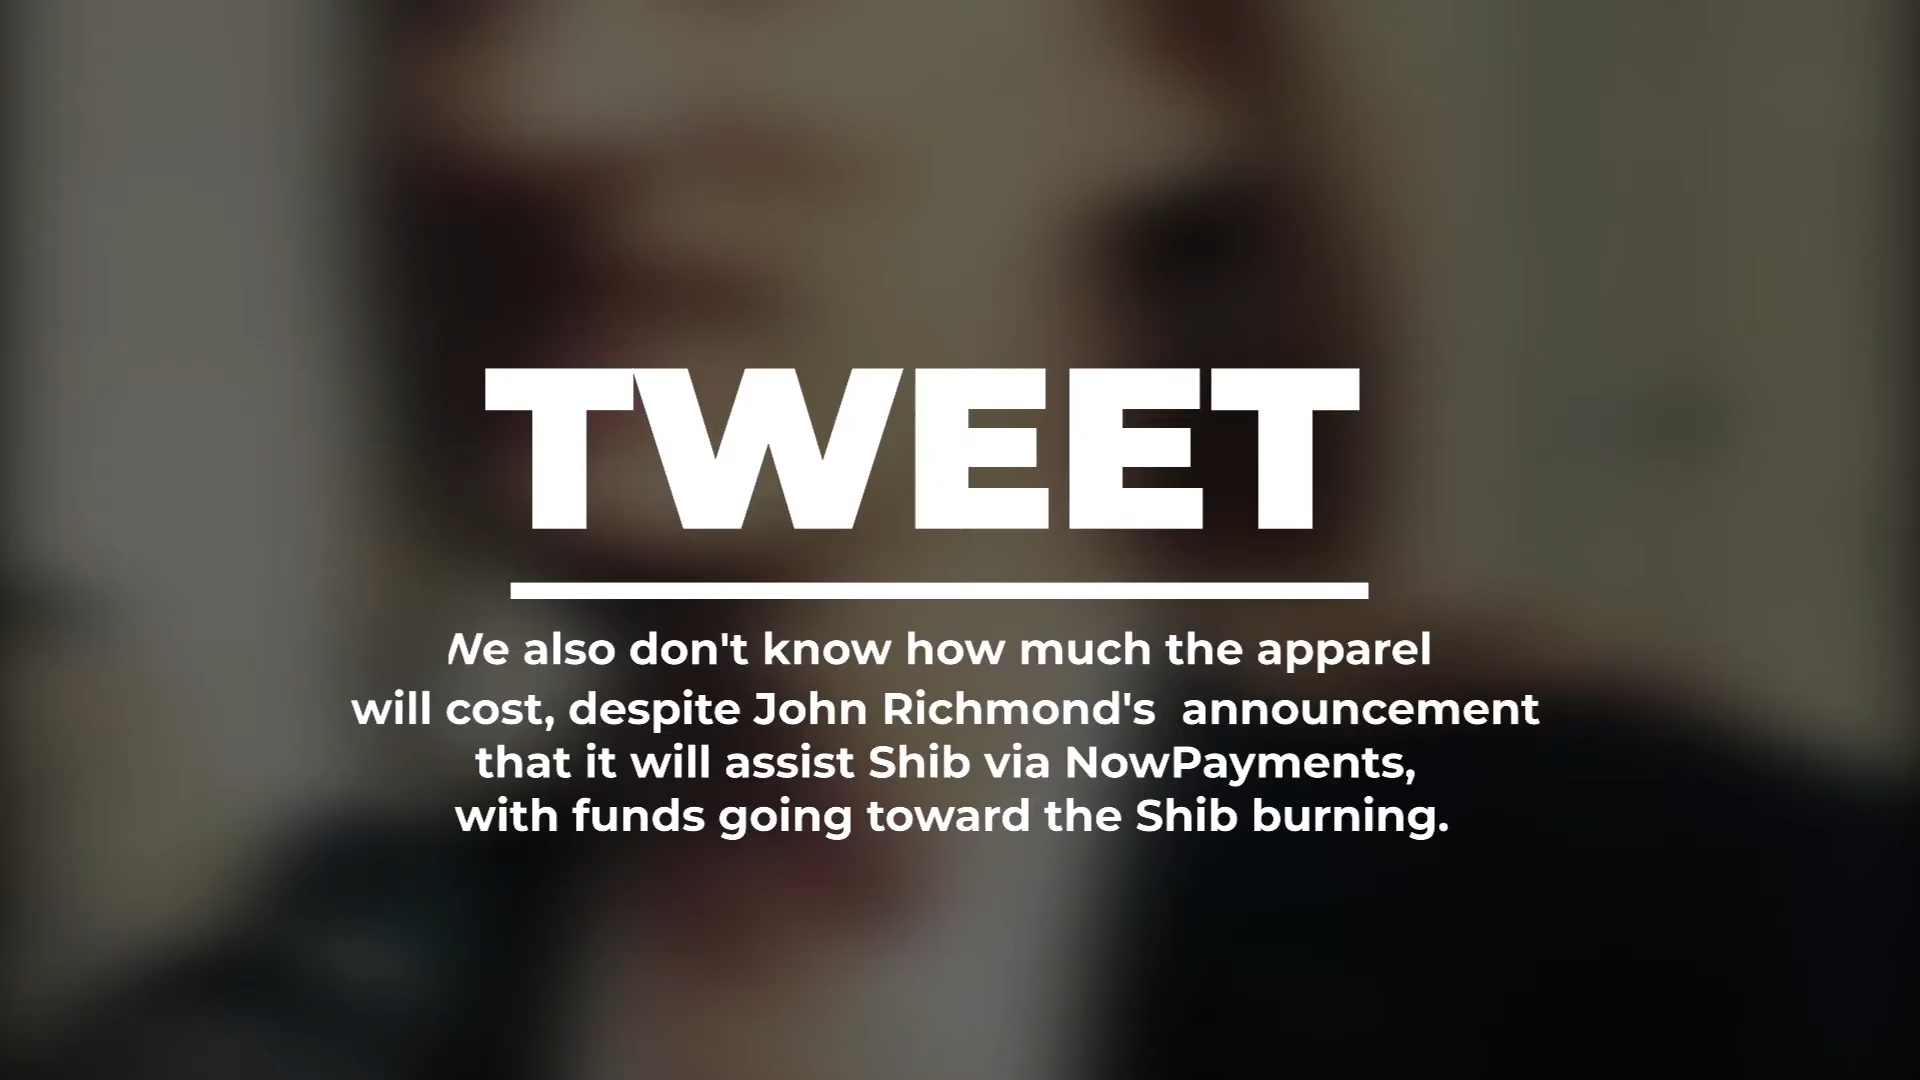 TWEET
We also don't know how much the apparel
will cost, despite John Richmond's  announcement
that it will assist Shib via NowPayments,
with funds going toward the Shib burning.